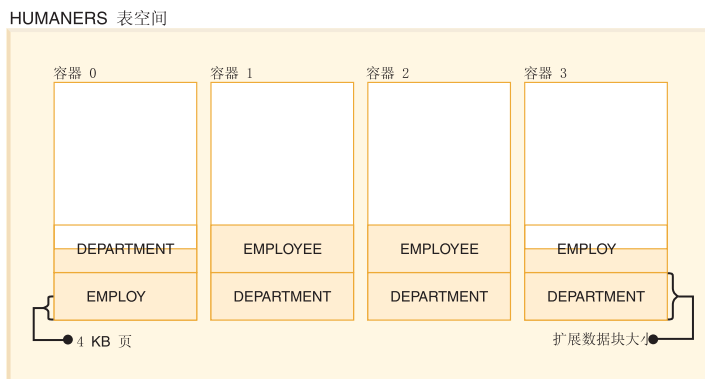 HUMANERS 表空间
容器 0 容器 1 容器 2 容器 3
DEPARTMENT EMPLOYEE EMPLOYEE EMPLOY
EMPLOY DEPARTMENT DEPARTMENT DEPARTMENT
4 KB 页 扩展数据块大小